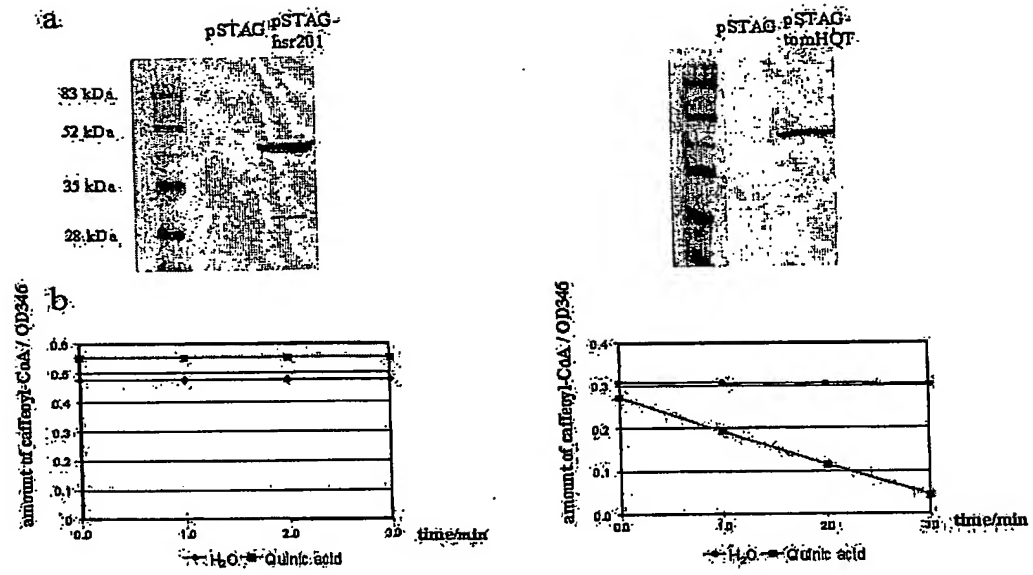 a
pSTAG pSTAG- hsr201
83 kDa
52 kDa
35 kDa
28 kDa
pSTAG pSTAG- tomHQT
b
amount of caffeoyl-CoA / OD346
0.6
0.5
0.4
0.3
0.2
0.1
0.0 1.0 2.0 3.0
time/min
H₂O Quinic acid
amount of caffeoyl-CoA / OD346
0.4
0.3
0.2
0.1
0.0
0.0 1.0 2.0 3.0
time/min
H₂O Quinic acid